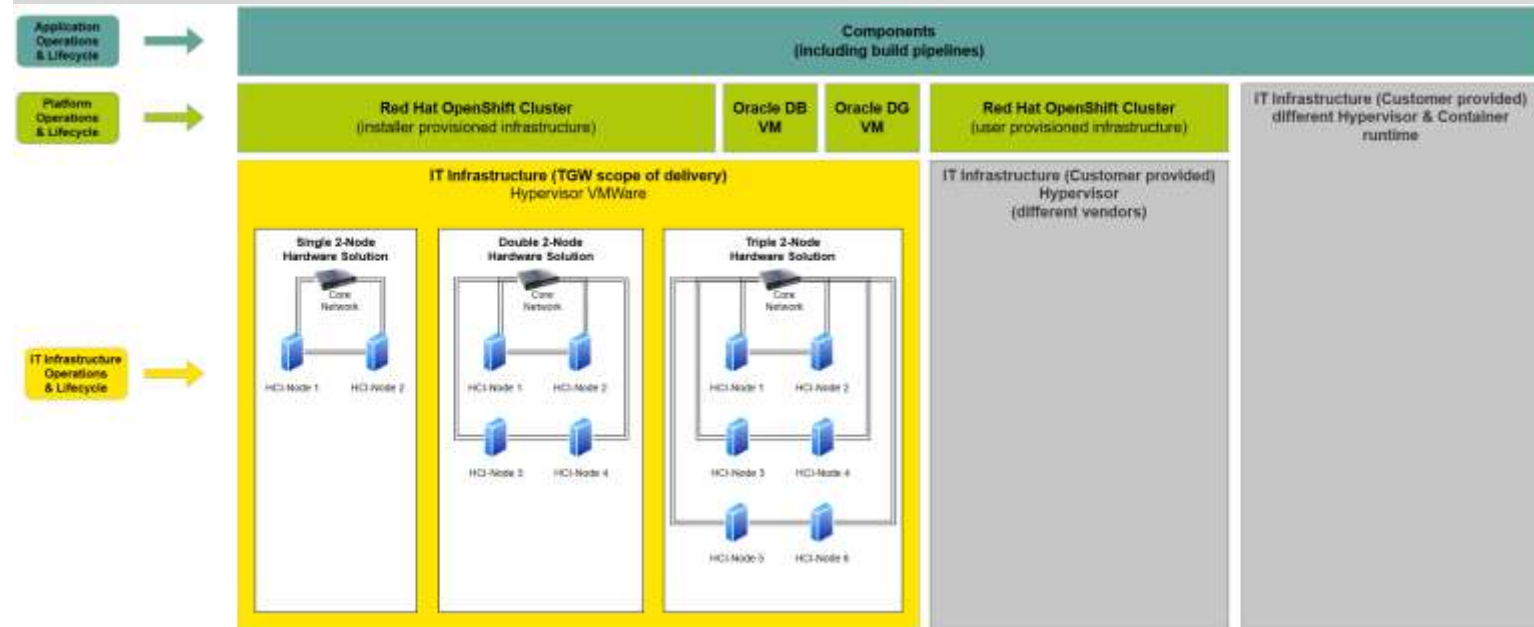 Application
Operations
& Lifecycle
Components
(including build pipelines)
Platform
Operations
& Lifecycle
Red Hat OpenShift Cluster
(installer provisioned infrastructure)
Oracle DB
VM
Oracle DG
VM
Red Hat OpenShift Cluster
(user provisioned infrastructure)
IT Infrastructure (Customer provided)
different Hypervisor & Container
runtime
IT Infrastructure
Operations
& Lifecycle
IT Infrastructure (TGW scope of delivery)
Hypervisor VMWare
Single 2-Node
Hardware Solution
Core
Network
HCI-Node 1
HCI-Node 2
Double 2-Node
Hardware Solution
Core
Network
HCI-Node 1
HCI-Node 2
HCI-Node 3
HCI-Node 4
Triple 2-Node
Hardware Solution
Core
Network
HCI-Node 1
HCI-Node 2
HCI-Node 3
HCI-Node 4
HCI-Node 5
HCI-Node 6
IT Infrastructure (Customer provided)
Hypervisor
(different vendors)